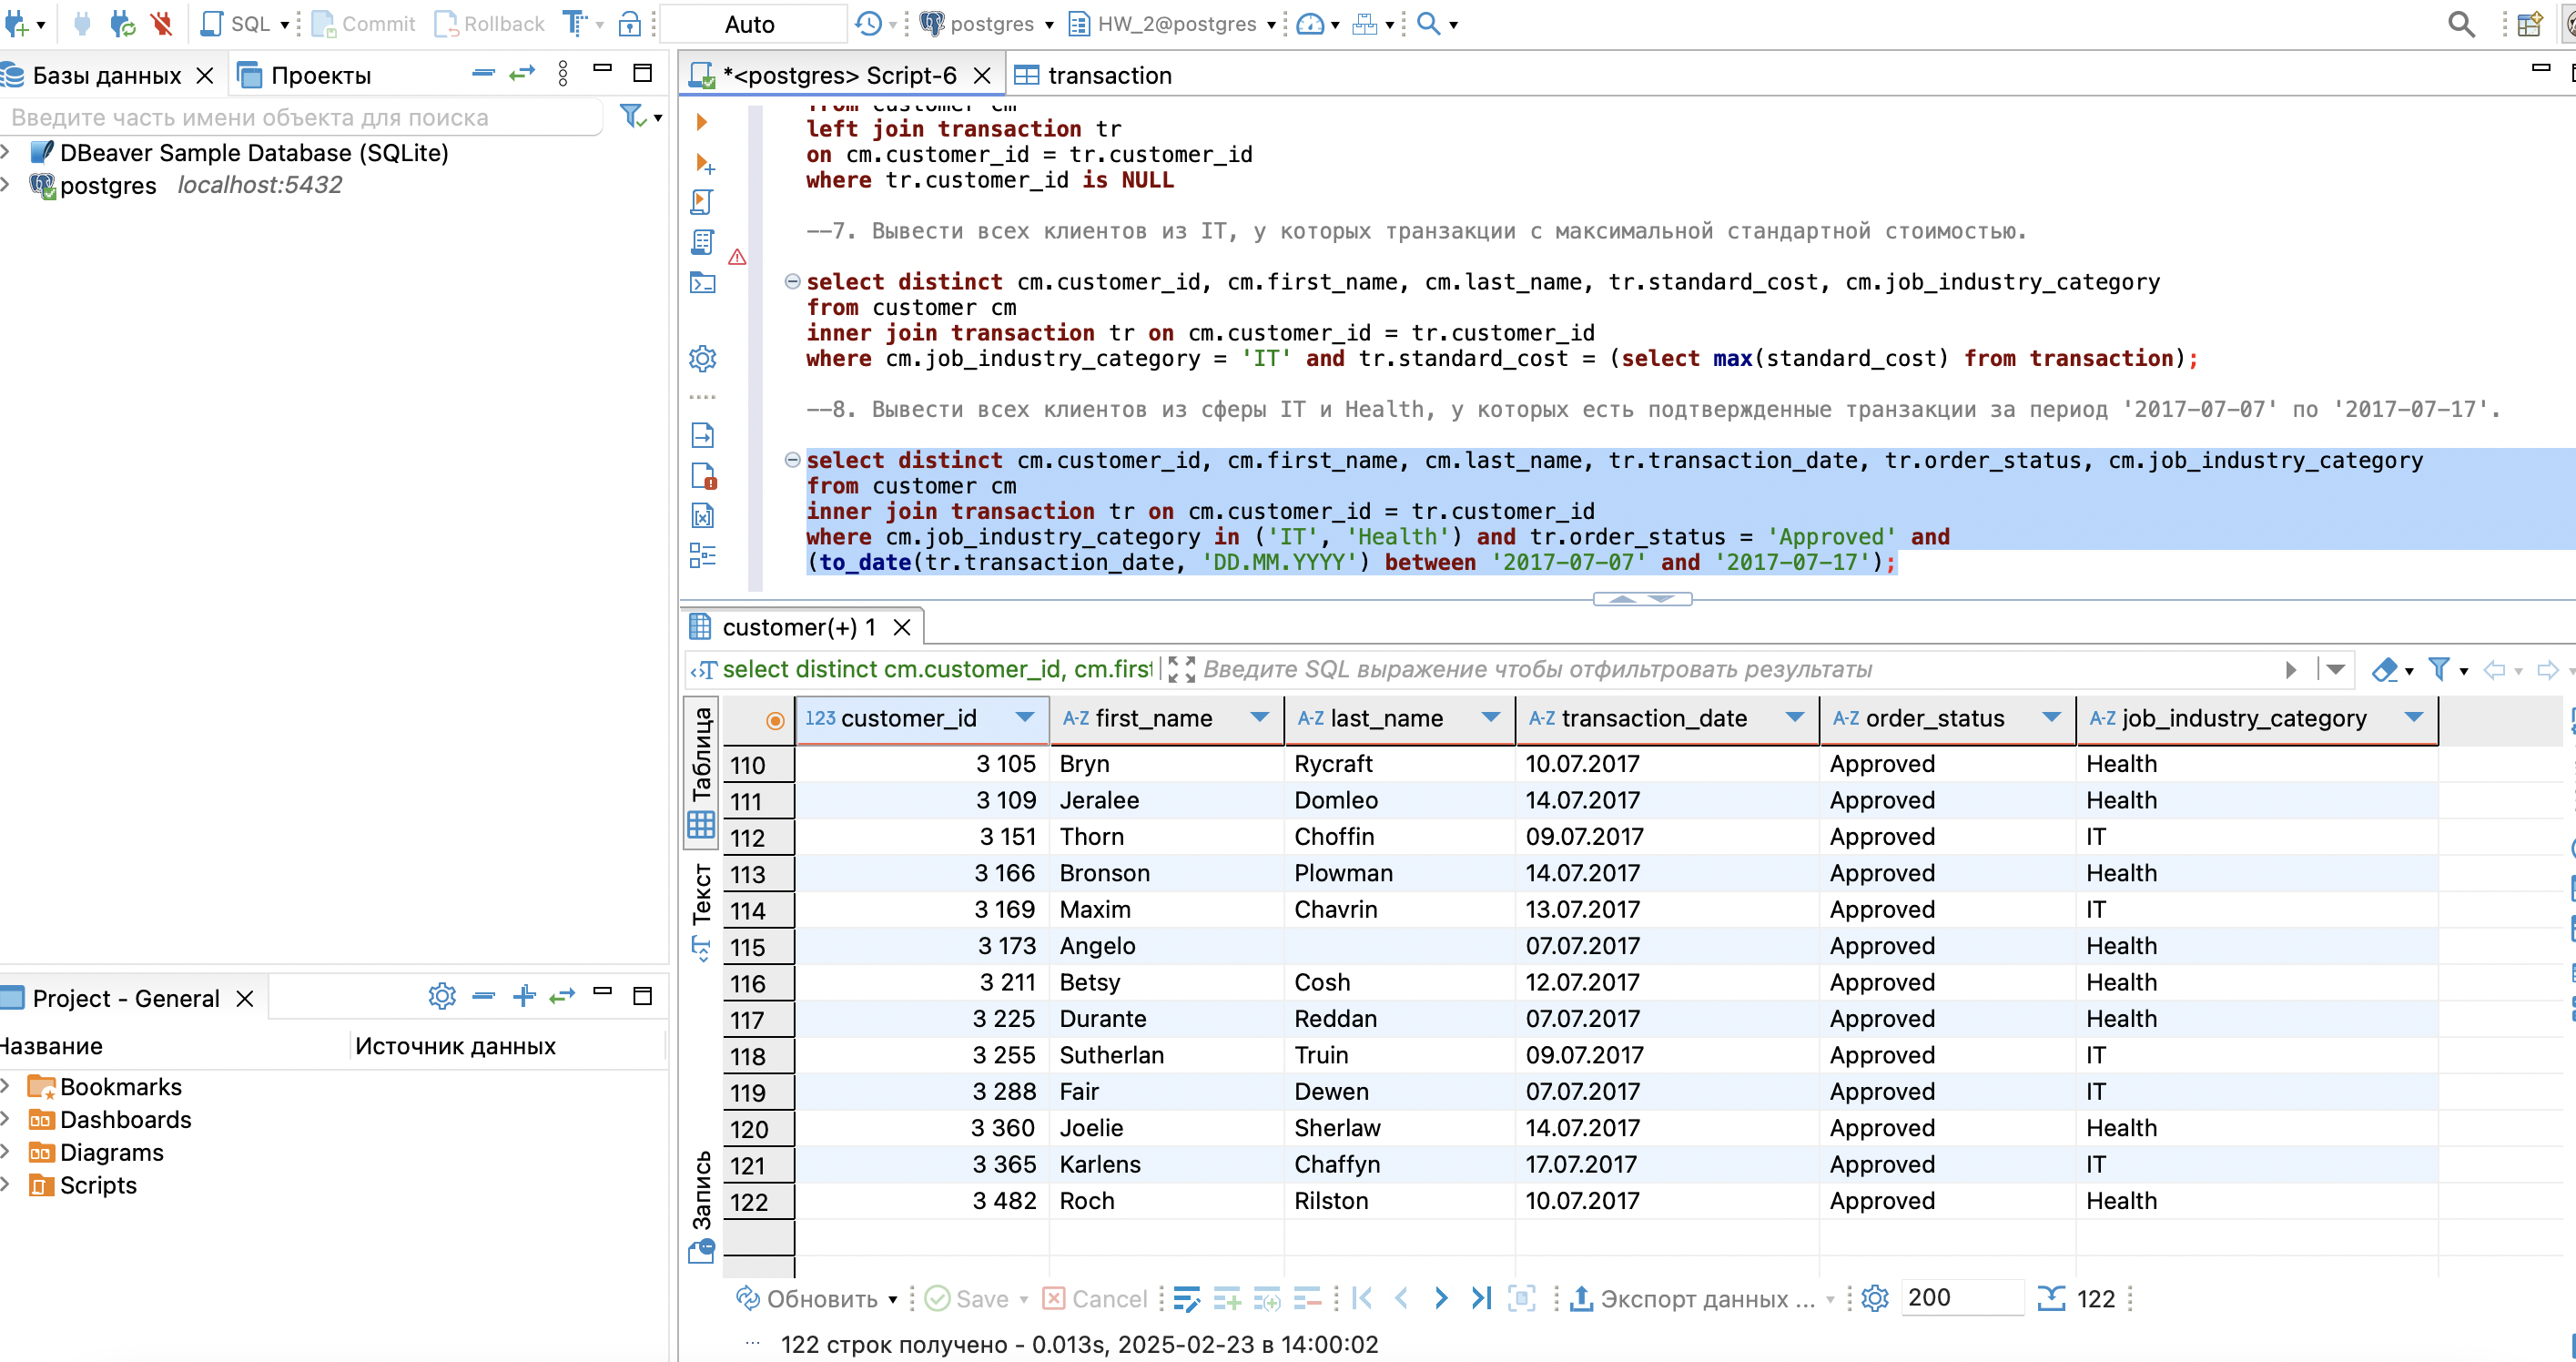 SQL Commit Rollback Auto postgres HW_2@postgres
Базы данных Проекты
Введите часть имени объекта для поиска
DBeaver Sample Database (SQLite)
postgres localhost:5432
Project - General
Название Источник данных
Bookmarks
Dashboards
Diagrams
Scripts
*<postgres> Script-6 transaction
from customer cm
left join transaction tr
on cm.customer_id = tr.customer_id
where tr.customer_id is NULL
--7. Вывести всех клиентов из IT, у которых транзакции с максимальной стандартной стоимостью.
select distinct cm.customer_id, cm.first_name, cm.last_name, tr.standard_cost, cm.job_industry_category
from customer cm
inner join transaction tr on cm.customer_id = tr.customer_id
where cm.job_industry_category = 'IT' and tr.standard_cost = (select max(standard_cost) from transaction);
--8. Вывести всех клиентов из сферы IT и Health, у которых есть подтвержденные транзакции за период '2017-07-07' по '2017-07-17'.
select distinct cm.customer_id, cm.first_name, cm.last_name, tr.transaction_date, tr.order_status, cm.job_industry_category
from customer cm
inner join transaction tr on cm.customer_id = tr.customer_id
where cm.job_industry_category in ('IT', 'Health') and tr.order_status = 'Approved' and
(to_date(tr.transaction_date, 'DD.MM.YYYY') between '2017-07-07' and '2017-07-17');
customer(+) 1
select distinct cm.customer_id, cm.first Введите SQL выражение чтобы отфильтровать результаты
Таблица
Текст
Запись
123 customer_id A-Z first_name A-Z last_name A-Z transaction_date A-Z order_status A-Z job_industry_category
110 3 105 Bryn Rycraft 10.07.2017 Approved Health
111 3 109 Jeralee Domleo 14.07.2017 Approved Health
112 3 151 Thorn Choffin 09.07.2017 Approved IT
113 3 166 Bronson Plowman 14.07.2017 Approved Health
114 3 169 Maxim Chavrin 13.07.2017 Approved IT
115 3 173 Angelo 07.07.2017 Approved Health
116 3 211 Betsy Cosh 12.07.2017 Approved Health
117 3 225 Durante Reddan 07.07.2017 Approved Health
118 3 255 Sutherlan Truin 09.07.2017 Approved IT
119 3 288 Fair Dewen 07.07.2017 Approved IT
120 3 360 Joelie Sherlaw 14.07.2017 Approved Health
121 3 365 Karlens Chaffyn 17.07.2017 Approved IT
122 3 482 Roch Rilston 10.07.2017 Approved Health
Обновить Save Cancel Экспорт данных ... 200 122
122 строк получено - 0.013s, 2025-02-23 в 14:00:02